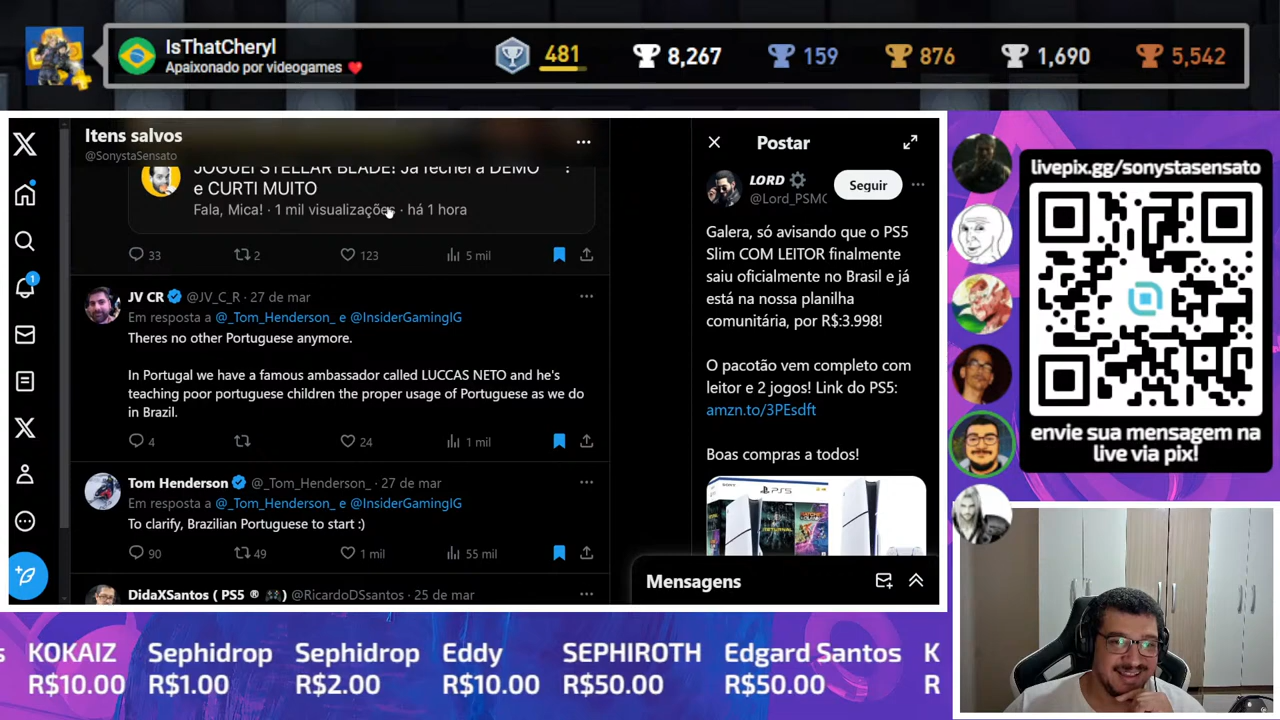 IsThatCheryl
Apaixonado por videogames ❤
481
8,267
159
876
1,690
5,542
Itens salvos
@SonystaSensato
JOGUEI STELLAR BLADE! Já fechei a DEMO
e CURTI MUITO
Fala, Mica! · 1 mil visualizações · há 1 hora
33
2
123
5 mil
JV CR @JV_C_R · 27 de mar
Em resposta a @_Tom_Henderson_ e @InsiderGamingIG
Theres no other Portuguese anymore.
In Portugal we have a famous ambassador called LUCCAS NETO and he's
teaching poor portuguese children the proper usage of Portuguese as we do
in Brazil.
4
24
1 mil
Tom Henderson @_Tom_Henderson_ · 27 de mar
Em resposta a @_Tom_Henderson_ e @InsiderGamingIG
To clarify, Brazilian Portuguese to start :)
90
49
1 mil
55 mil
DidaXSantos ( PS5 ® 🎮) @RicardoDSsantos · 25 de mar
1
Postar
LORD
@Lord_PSMC
Seguir
Galera, só avisando que o PS5
Slim COM LEITOR finalmente
saiu oficialmente no Brasil e já
está na nossa planilha
comunitária, por R$:3.998!
O pacotão vem completo com
leitor e 2 jogos! Link do PS5:
amzn.to/3PEsdft
Boas compras a todos!
PS5
RETURNAL
Mensagens
livepix.gg/sonystasensato
envie sua mensagem na
live via pix!
KOKAIZ
R$10.00
Sephidrop
R$1.00
Sephidrop
R$2.00
Eddy
R$10.00
SEPHIROTH
R$50.00
Edgard Santos
R$50.00
K
R